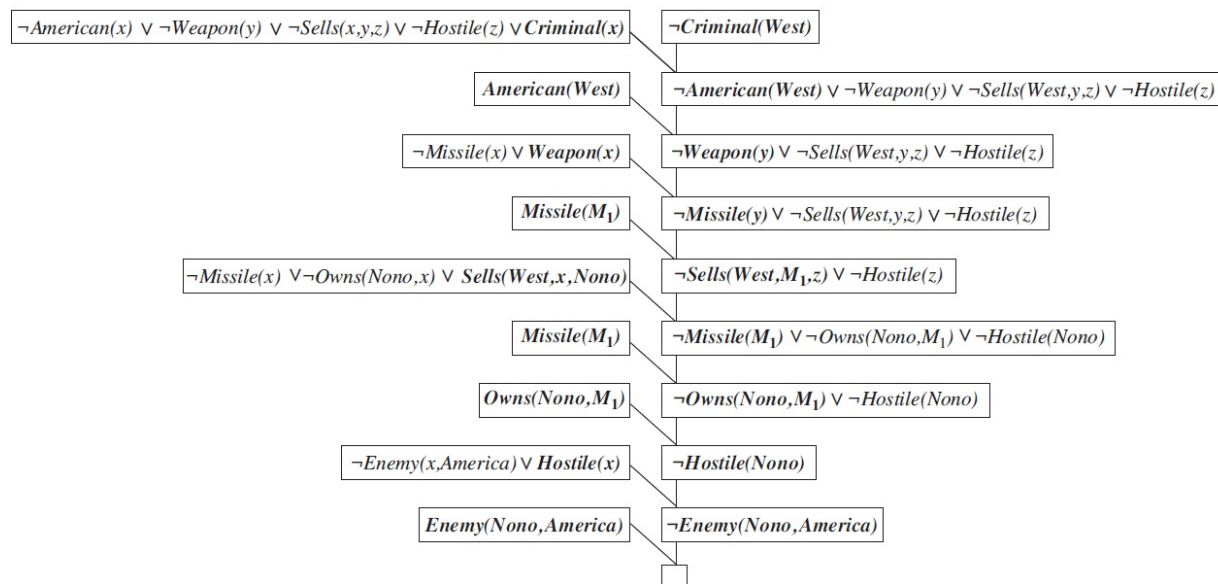 ¬American(x) ∨ ¬Weapon(y) ∨ ¬Sells(x,y,z) ∨ ¬Hostile(z) ∨ Criminal(x) ¬Criminal(West)
American(West) ¬American(West) ∨ ¬Weapon(y) ∨ ¬Sells(West,y,z) ∨ ¬Hostile(z)
¬Missile(x) ∨ Weapon(x) ¬Weapon(y) ∨ ¬Sells(West,y,z) ∨ ¬Hostile(z)
Missile(M₁) ¬Missile(y) ∨ ¬Sells(West,y,z) ∨ ¬Hostile(z)
¬Missile(x) ∨ ¬Owns(Nono,x) ∨ Sells(West,x,Nono) ¬Sells(West,M₁,z) ∨ ¬Hostile(z)
Missile(M₁) ¬Missile(M₁) ∨ ¬Owns(Nono,M₁) ∨ ¬Hostile(Nono)
Owns(Nono,M₁) ¬Owns(Nono,M₁) ∨ ¬Hostile(Nono)
¬Enemy(x,America) ∨ Hostile(x) ¬Hostile(Nono)
Enemy(Nono,America) ¬Enemy(Nono,America)